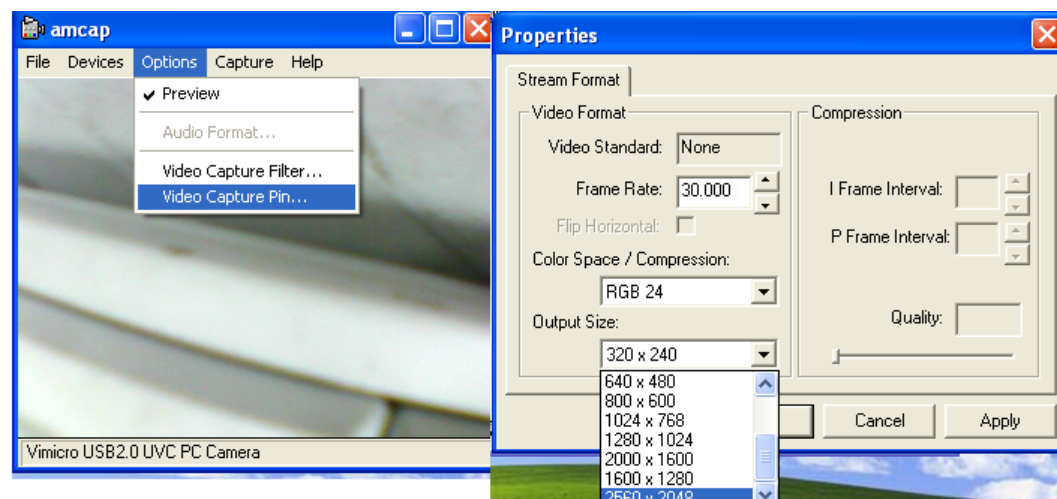 amcap
File Devices Options Capture Help
Preview
Audio Format...
Video Capture Filter...
Video Capture Pin...
Vimicro USB2.0 UVC PC Camera
Properties
Stream Format
Video Format
Video Standard: None
Frame Rate: 30.000
Flip Horizontal:
Color Space / Compression:
RGB 24
Output Size:
320 x 240
640 x 480
800 x 600
1024 x 768
1280 x 1024
2000 x 1600
1600 x 1280
2560 x 2048
Compression
I Frame Interval:
P Frame Interval:
Quality:
Cancel Apply